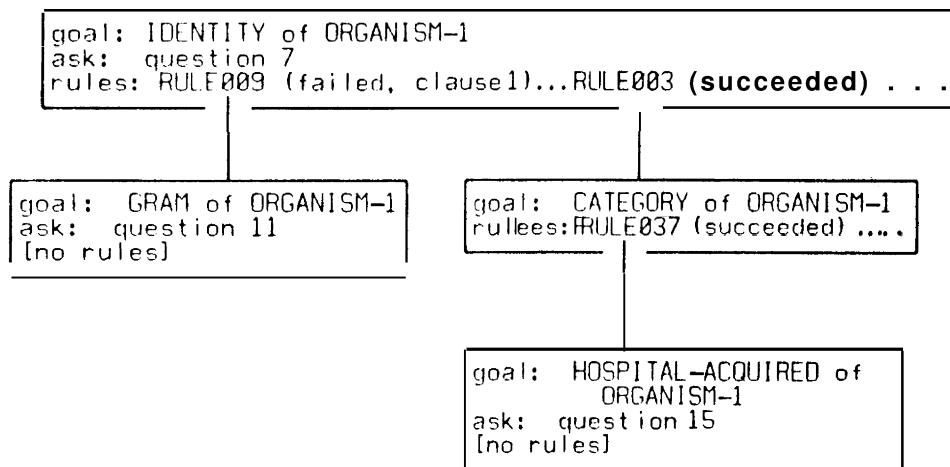 goal: IDENTITY of ORGANISM-1
ask: question 7
rules: RULE009 (failed, clause1)...RULE003 (succeeded) . . .
goal: GRAM of ORGANISM-1
ask: question 11
[no rules]
goal: CATEGORY of ORGANISM-1
rullees: RRULE037 (succeeded) .....
goal: HOSPITAL-ACQUIRED of
ORGANISM-1
ask: question 15
[no rules]